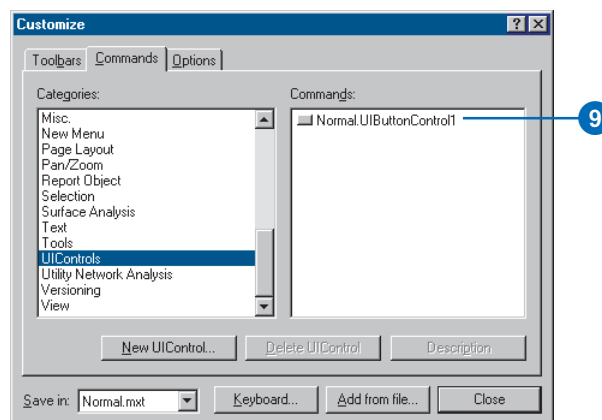 Customize
Toolbars Commands Options
Categories: Commands:
Misc.
New Menu
Page Layout
Pan/Zoom
Report Object
Selection
Surface Analysis
Text
Tools
UIControls
Utility Network Analysis
Versioning
View
Normal.UIButtonControl1
9
New UIControl... Delete UIControl Description
Save in: Normal.mxt Keyboard... Add from file... Close